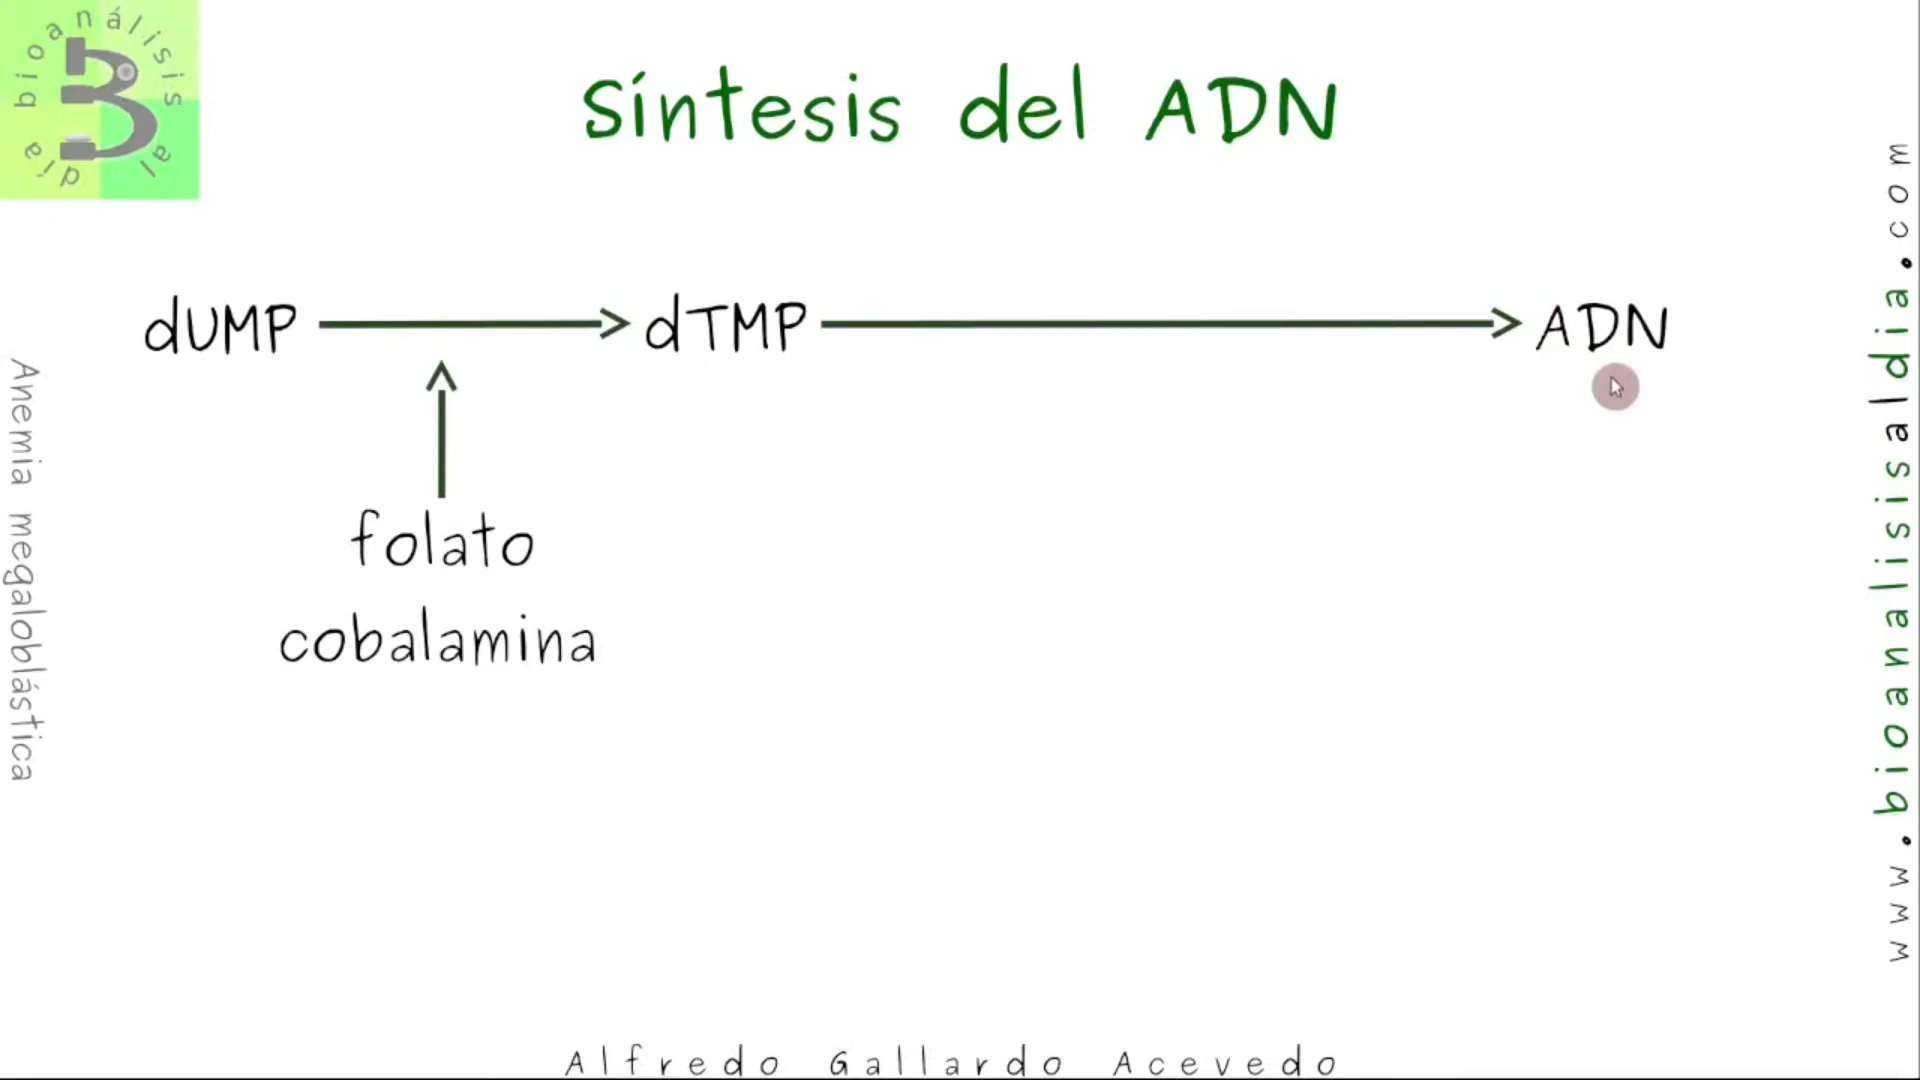 bioanálisis al día
Síntesis del ADN
dUMP
dTMP
ADN
folato
cobalamina
Anemia megaloblástica
www.bioanalisisaldia.com
Alfredo Gallardo Acevedo